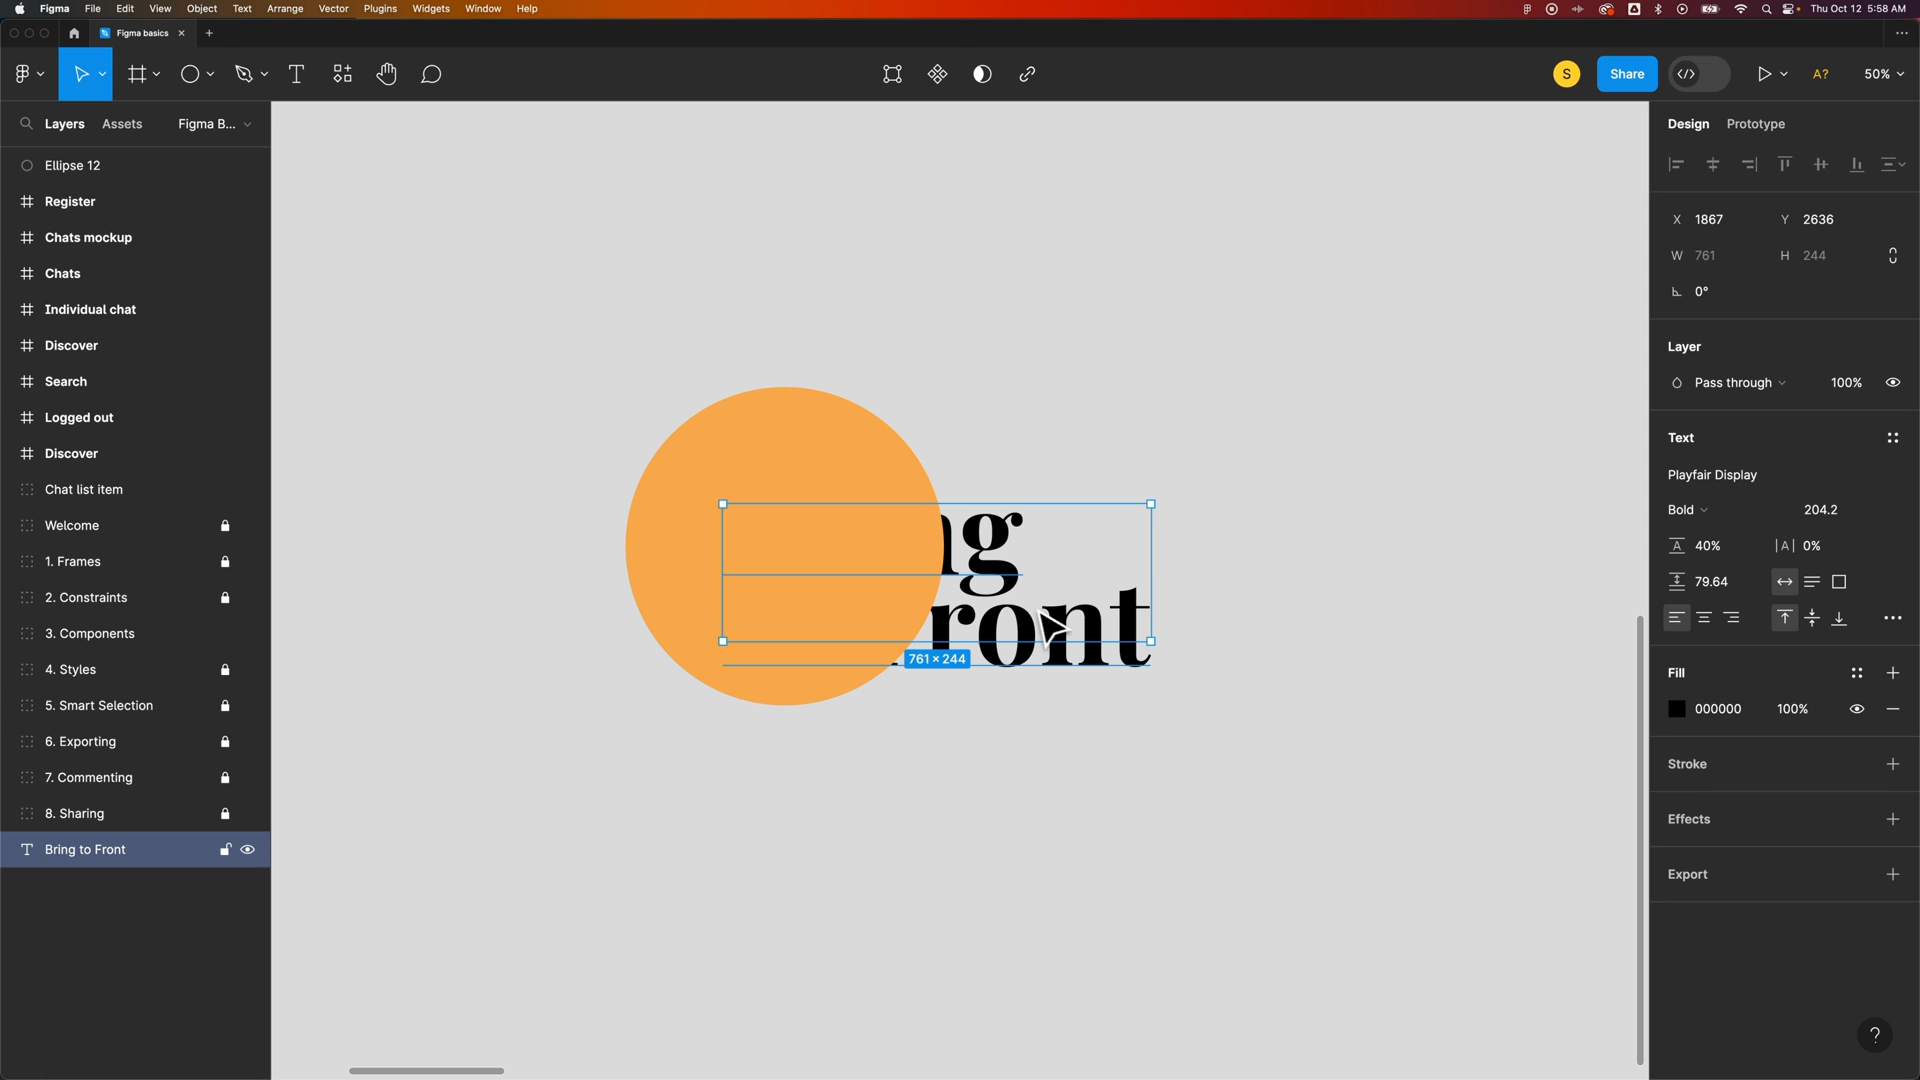 Figma File Edit View Object Text Arrange Vector Plugins Widgets Window Help Thu Oct 12 5:58 AM
Figma basics
S Share A? 50%
Layers Assets Figma B...
Ellipse 12
Register
Chats mockup
Chats
Individual chat
Discover
Search
Logged out
Discover
Chat list item
Welcome
1. Frames
2. Constraints
3. Components
4. Styles
5. Smart Selection
6. Exporting
7. Commenting
8. Sharing
Bring to Front
ng
ront
761 × 244
Design Prototype
X 1867 Y 2636
W 761 H 244
0°
Layer
Pass through 100%
Text
Playfair Display
Bold 204.2
40% |A| 0%
79.64
Fill
000000 100%
Stroke
Effects
Export
?